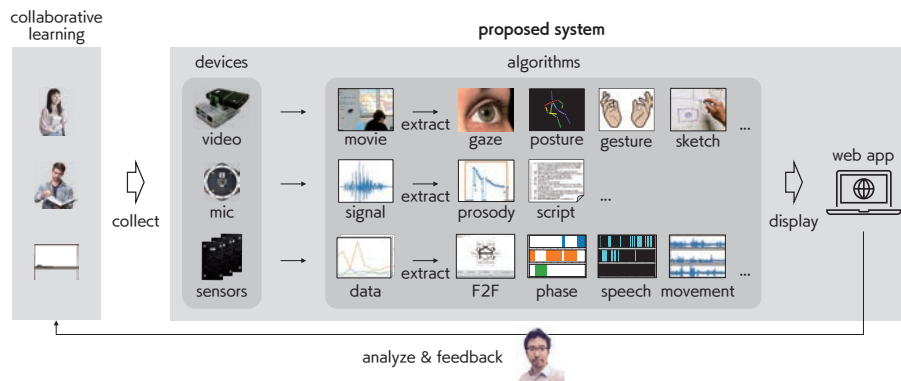 collaborative
learning
proposed system
devices
algorithms
video
movie
extract
gaze
posture
gesture
sketch
...
mic
signal
extract
prosody
script
...
sensors
data
extract
F2F
phase
speech
movement
...
collect
display
web app
analyze & feedback